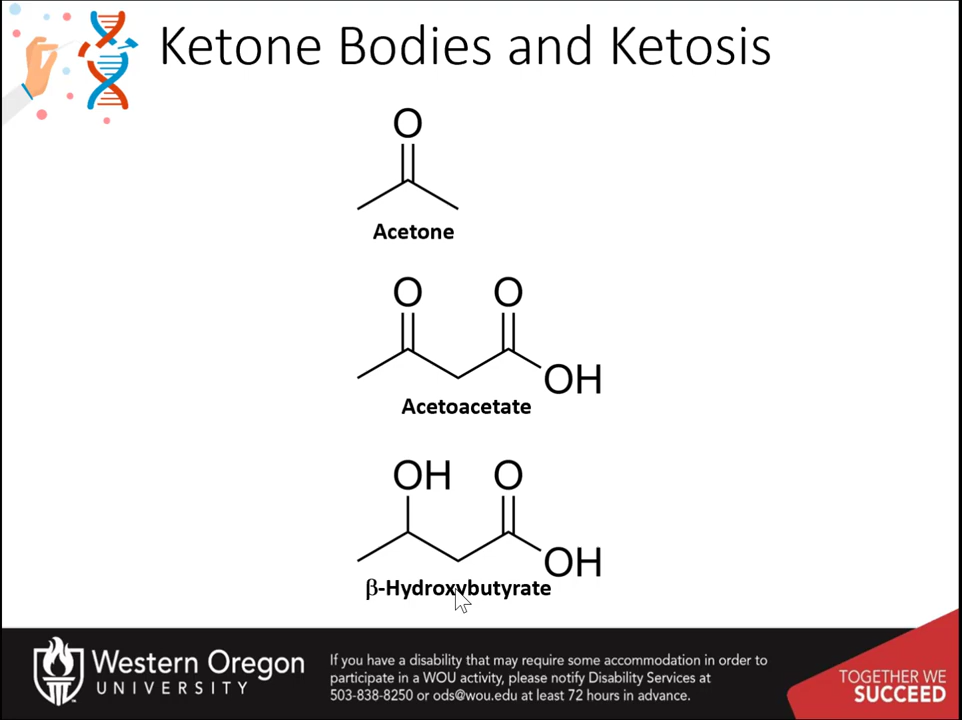 Ketone Bodies and Ketosis
O
Acetone
O O
OH
Acetoacetate
OH O
OH
β-Hydroxybutyrate
Western Oregon
UNIVERSITY
If you have a disability that may require some accommodation in order to
participate in a WOU activity, please notify Disability Services at
503-838-8250 or ods@wou.edu at least 72 hours in advance.
TOGETHER WE
SUCCEED